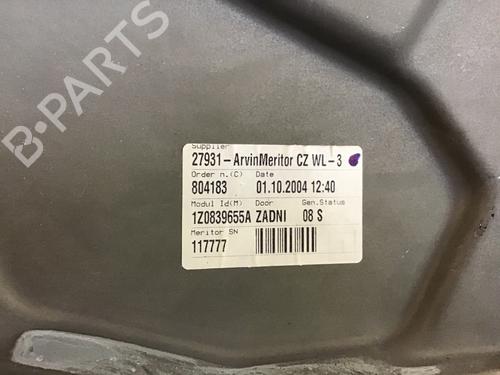 B-PARTS
Supplier
27931-ArvinMeritor CZ WL-3
Order n.(C) Date
804183 01.10.2004 12:40
Modul Id(M) Door Gen.Status
1Z0839655A ZADNI 08 S
Meritor SN
117777